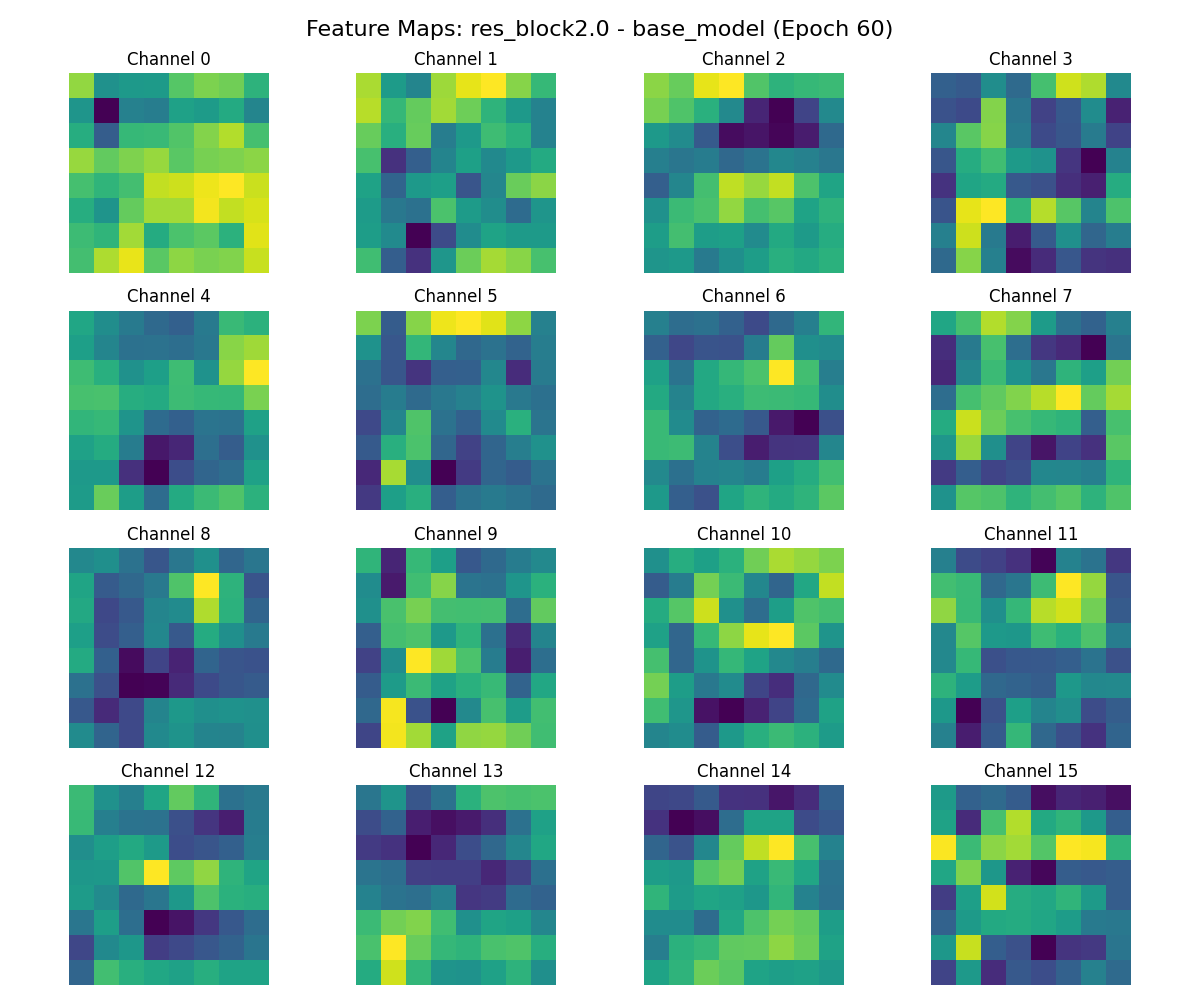 Feature Maps: res_block2.0 - base_model (Epoch 60)
Channel 0
Channel 1
Channel 2
Channel 3
Channel 4
Channel 5
Channel 6
Channel 7
Channel 8
Channel 9
Channel 10
Channel 11
Channel 12
Channel 13
Channel 14
Channel 15